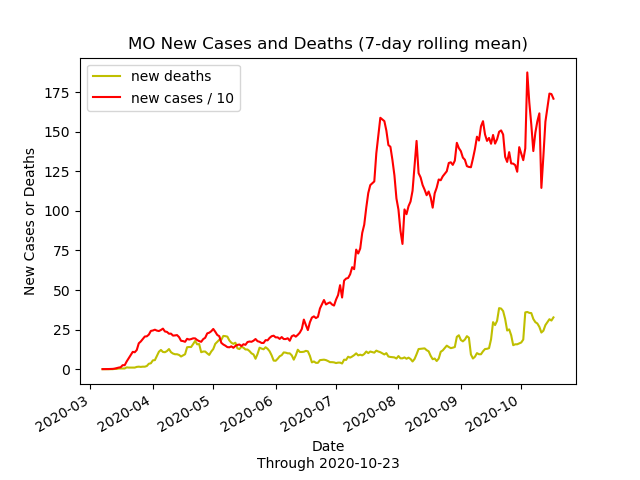 MO New Cases and Deaths (7-day rolling mean)
new deaths
new cases / 10
New Cases or Deaths
175
150
125
100
75
50
25
0
2020-03
2020-04
2020-05
2020-06
2020-07
2020-08
2020-09
2020-10
Date
Through 2020-10-23